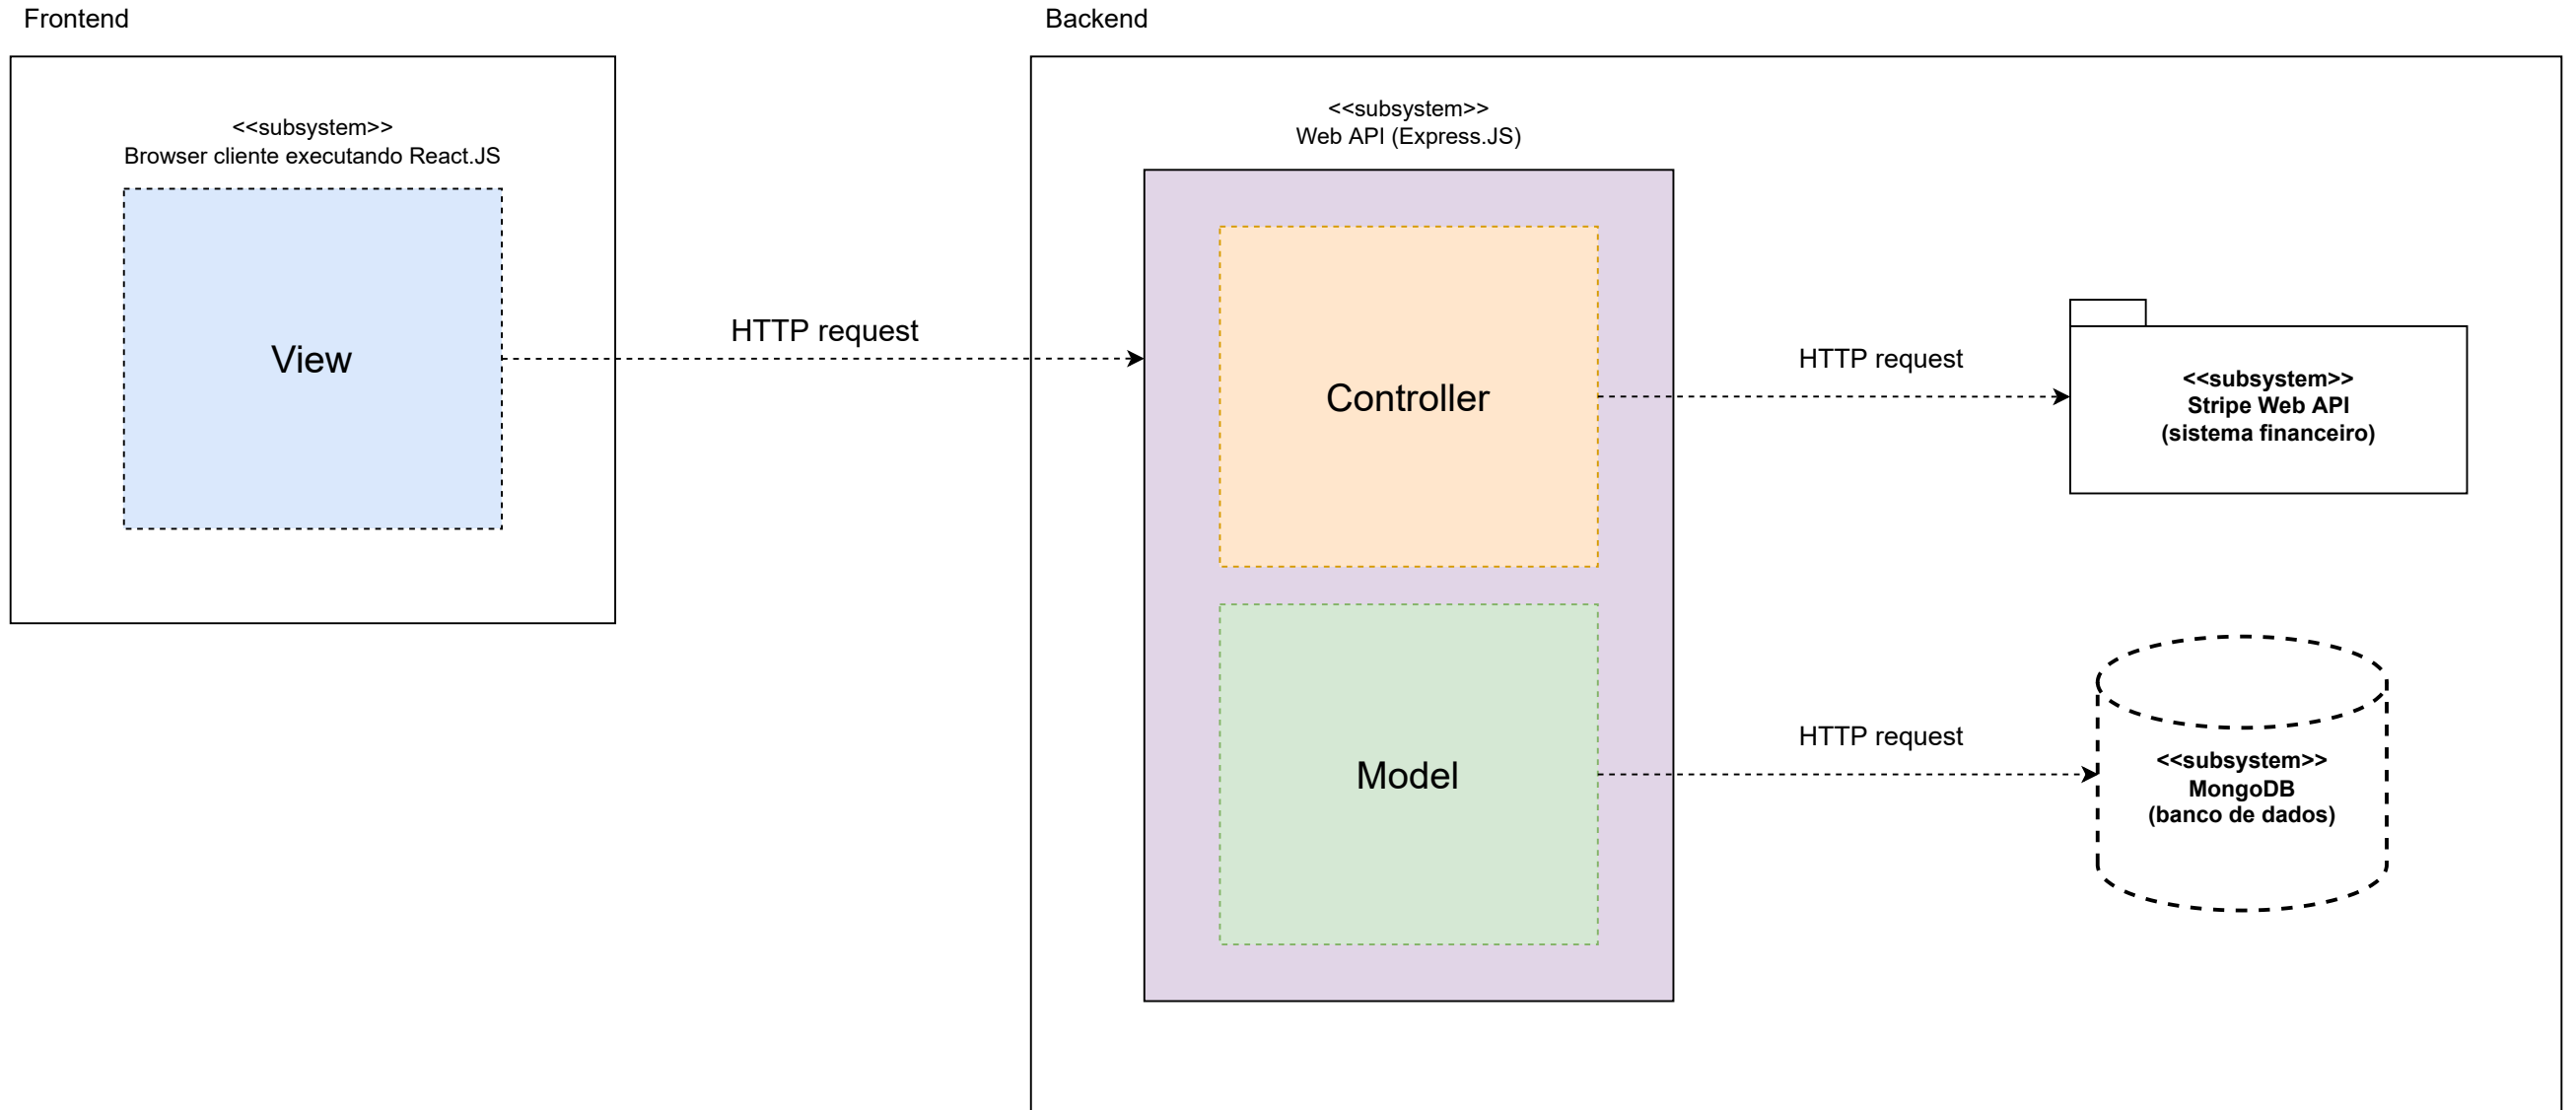 Frontend
Backend
<<subsystem>>
Browser cliente executando React.JS
View
HTTP request
<<subsystem>>
Web API (Express.JS)
Controller
Model
HTTP request
<<subsystem>>
Stripe Web API
(sistema financeiro)
HTTP request
<<subsystem>>
MongoDB
(banco de dados)